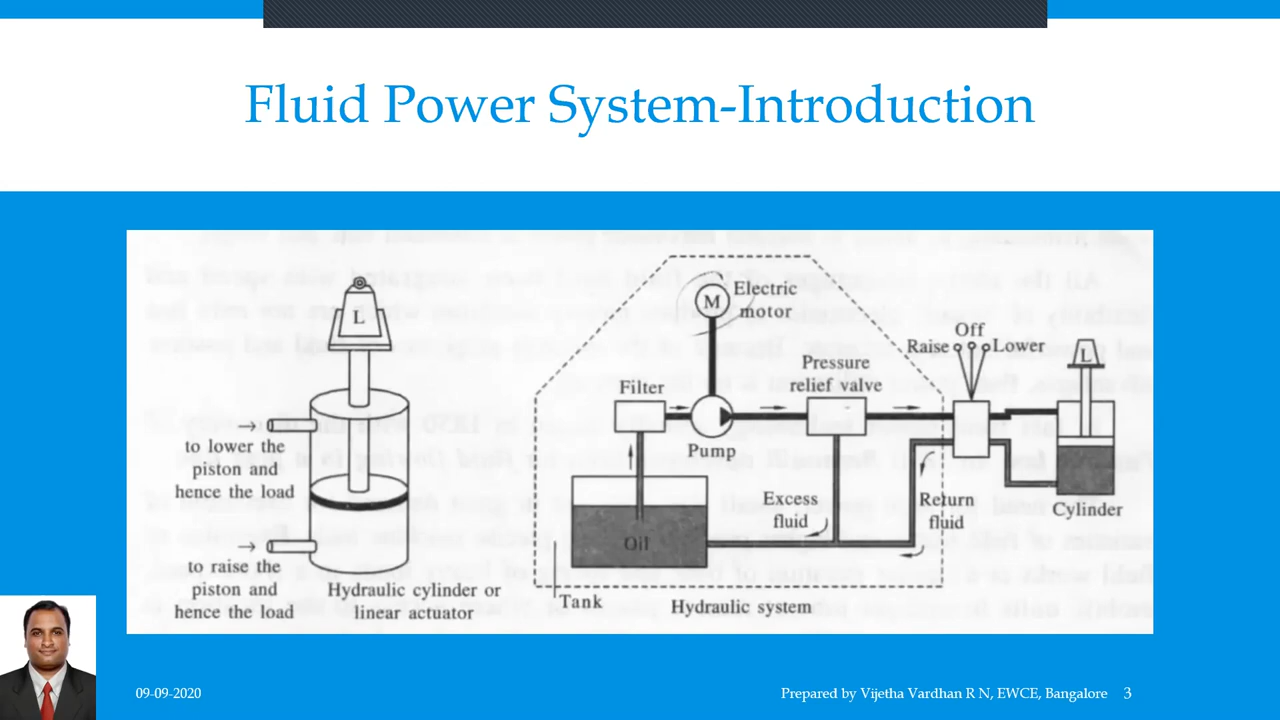 Fluid Power System-Introduction
L
to lower the
piston and
hence the load
to raise the
piston and
hence the load
Hydraulic cylinder or
linear actuator
M
Electric
motor
Filter
Pump
Pressure
relief valve
Off
Raise
Lower
L
Excess
fluid
Return
fluid
Cylinder
Oil
Tank
Hydraulic system
09-09-2020
Prepared by Vijetha Vardhan R N, EWCE, Bangalore
3